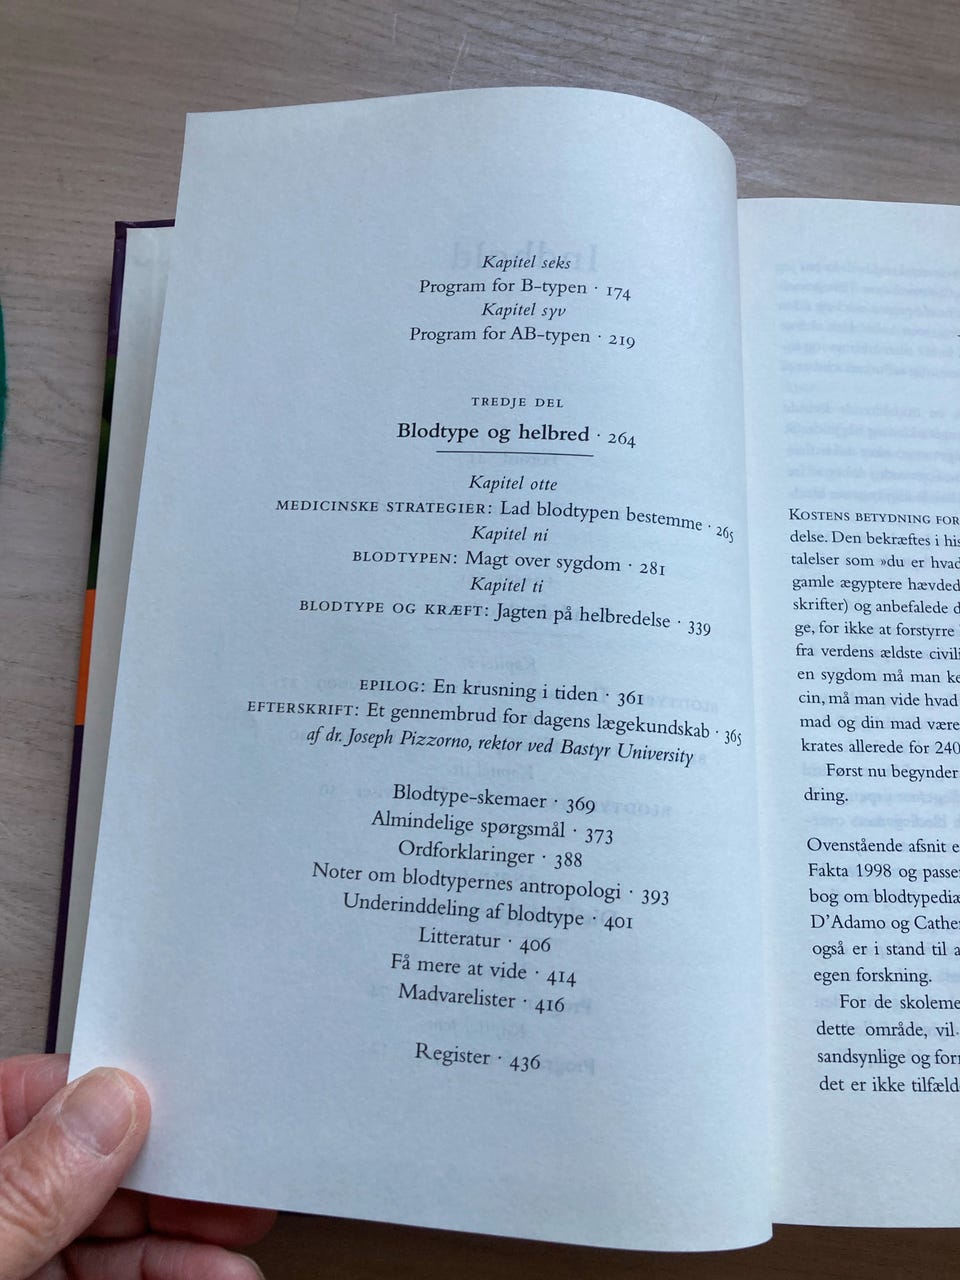 Kapitel seks
Program for B-typen · 174
Kapitel syv
Program for AB-typen · 219
TREDJE DEL
Blodtype og helbred · 264
Kapitel otte
MEDICINSKE STRATEGIER: Lad blodtypen bestemme · 265
Kapitel ni
BLODTYPEN: Magt over sygdom · 281
Kapitel ti
BLODTYPE OG KRÆFT: Jagten på helbredelse · 339
EPILOG: En krusning i tiden · 361
EFTERSKRIFT: Et gennembrud for dagens lægekundskab · 365
af dr. Joseph Pizzorno, rektor ved Bastyr University
Blodtype-skemaer · 369
Almindelige spørgsmål · 373
Ordforklaringer · 388
Noter om blodtypernes antropologi · 393
Underinddeling af blodtype · 401
Litteratur · 406
Få mere at vide · 414
Madvarelister · 416
Register · 436
KOSTENS BETYDNING FOR
delse. Den bekræftes i his
talelser som »du er hvad
gamle ægyptere hævded
skrifter) og anbefalede d
ge, for ikke at forstyrre
fra verdens ældste civili
en sygdom må man ke
cin, må man vide hvad
mad og din mad være
krates allerede for 240
Først nu begynder
dring.
Ovenstående afsnit e
Fakta 1998 og passe
bog om blodtypediæ
D'Adamo og Cathe
også er i stand til a
egen forskning.
For de skoleme
dette område, vil
sandsynlige og for
det er ikke tilfæld